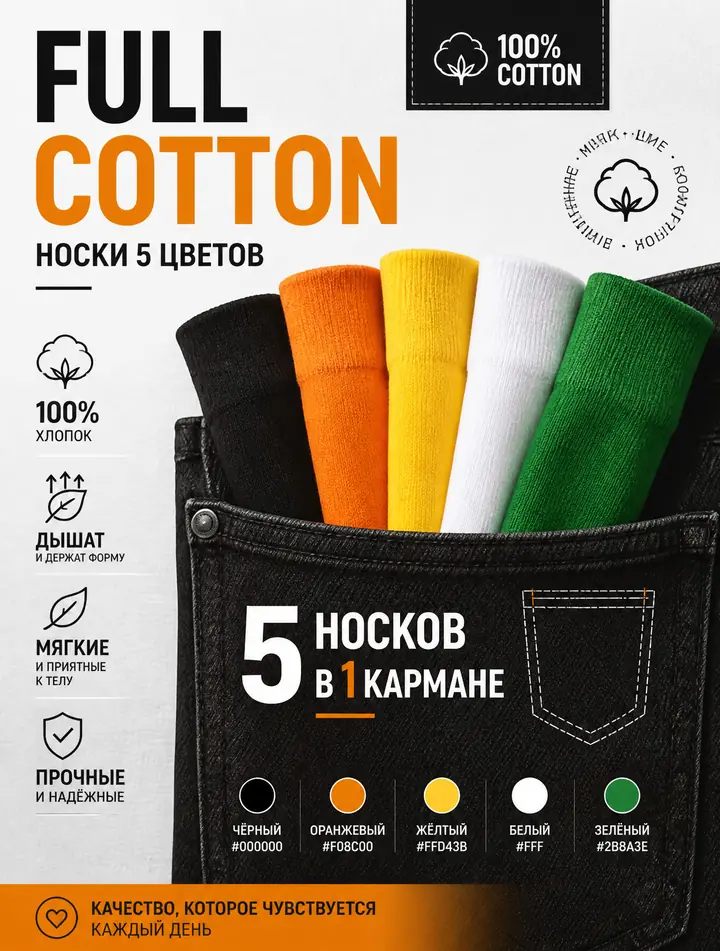 FULL
COTTON
НОСКИ 5 ЦВЕТОВ
100%
COTTON
100%
ХЛОПОК
ДЫШАТ
И ДЕРЖАТ ФОРМУ
МЯГКИЕ
И ПРИЯТНЫЕ
К ТЕЛУ
ПРОЧНЫЕ
И НАДЁЖНЫЕ
5 НОСКОВ
В 1 КАРМАНЕ
ЧЁРНЫЙ
#000000
ОРАНЖЕВЫЙ
#F08C00
ЖЁЛТЫЙ
#FFD43B
БЕЛЫЙ
#FFF
ЗЕЛЁНЫЙ
#2B8A3E
КАЧЕСТВО, КОТОРОЕ ЧУВСТВУЕТСЯ
КАЖДЫЙ ДЕНЬ